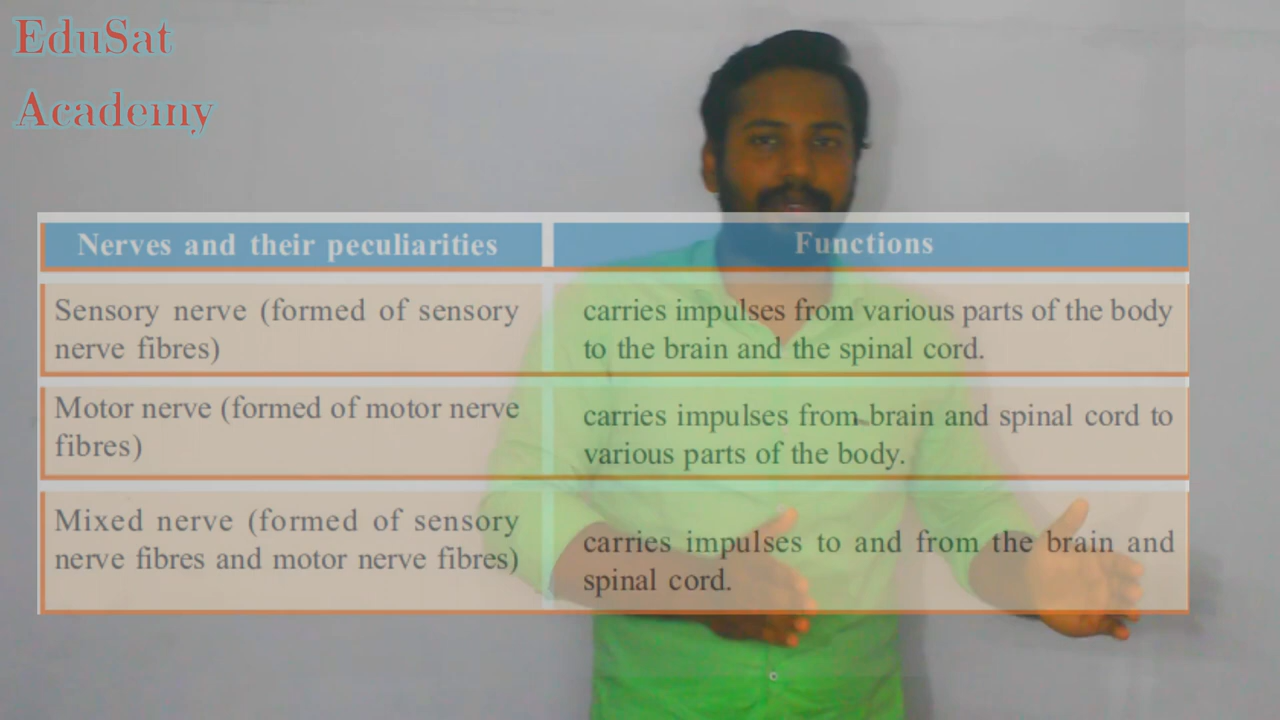 EduSat
Academy
Nerves and their peculiarities
Functions
Sensory nerve (formed of sensory
nerve fibres)
carries impulses from various parts of the body
to the brain and the spinal cord.
Motor nerve (formed of motor nerve
fibres)
carries impulses from brain and spinal cord to
various parts of the body.
Mixed nerve (formed of sensory
nerve fibres and motor nerve fibres)
carries impulses to and from the brain and
spinal cord.